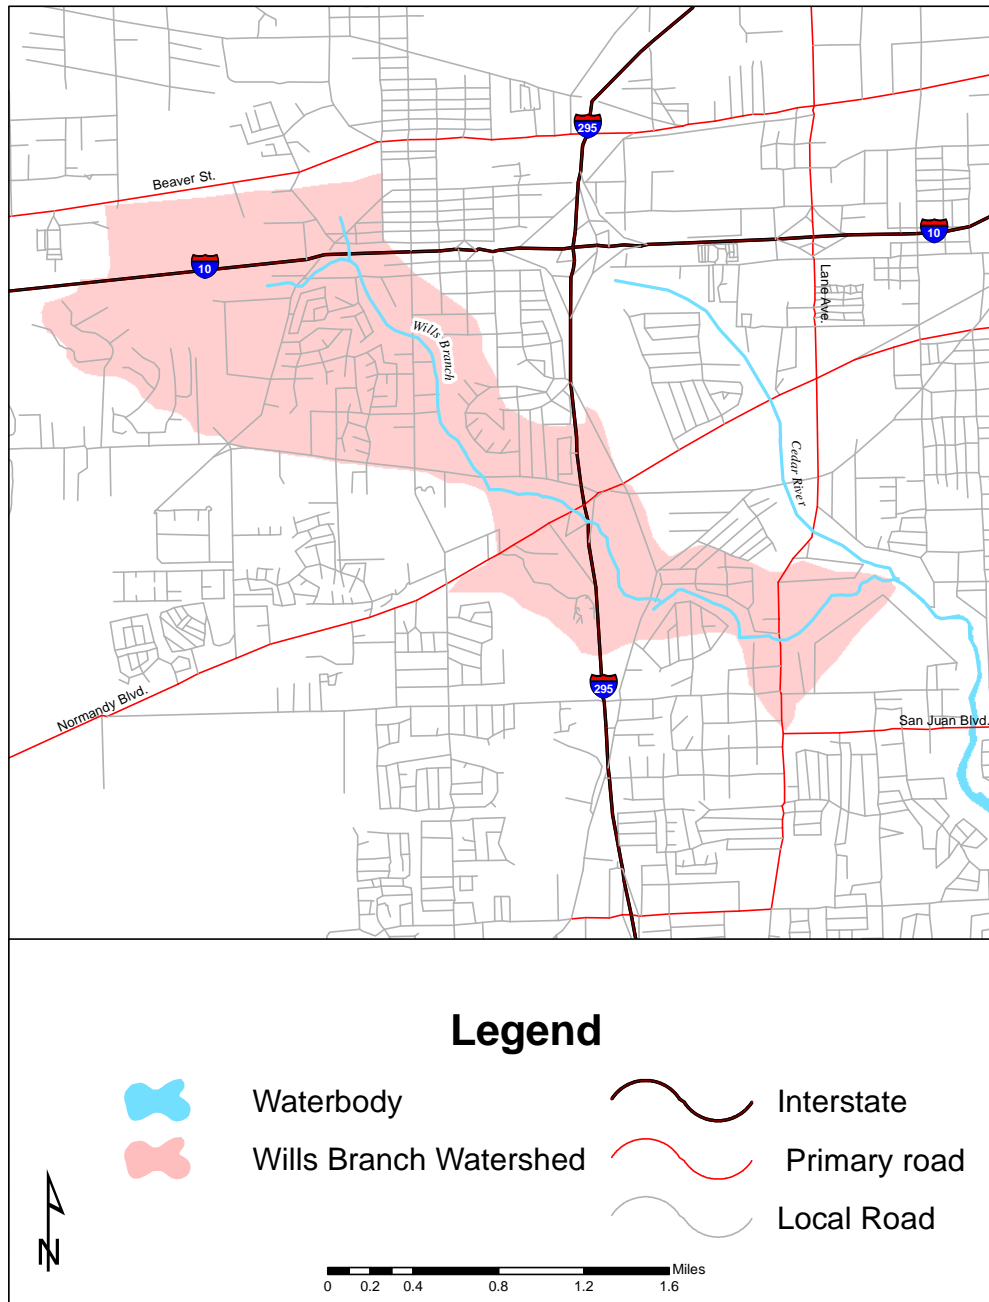 295
Beaver St.
10
10
Lane Ave.
Wills Branch
Cedar River
295
Normandy Blvd.
San Juan Blvd.
Legend
Waterbody
Interstate
Wills Branch Watershed
Primary road
Local Road
N
Miles
0 0.2 0.4 0.8 1.2 1.6